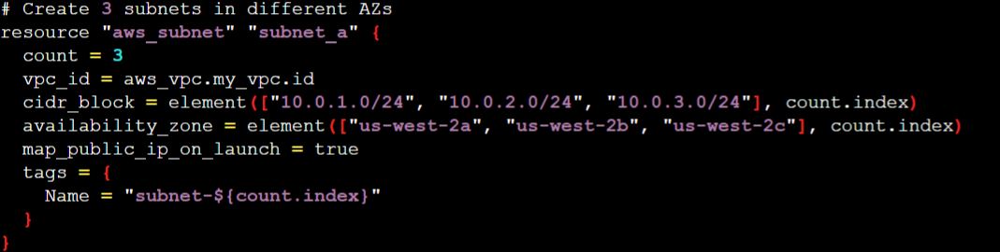 # Create 3 subnets in different AZs
resource "aws_subnet" "subnet_a" {
  count = 3
  vpc_id = aws_vpc.my_vpc.id
  cidr_block = element(["10.0.1.0/24", "10.0.2.0/24", "10.0.3.0/24"], count.index)
  availability_zone = element(["us-west-2a", "us-west-2b", "us-west-2c"], count.index)
  map_public_ip_on_launch = true
  tags = {
    Name = "subnet-${count.index}"
  }
}